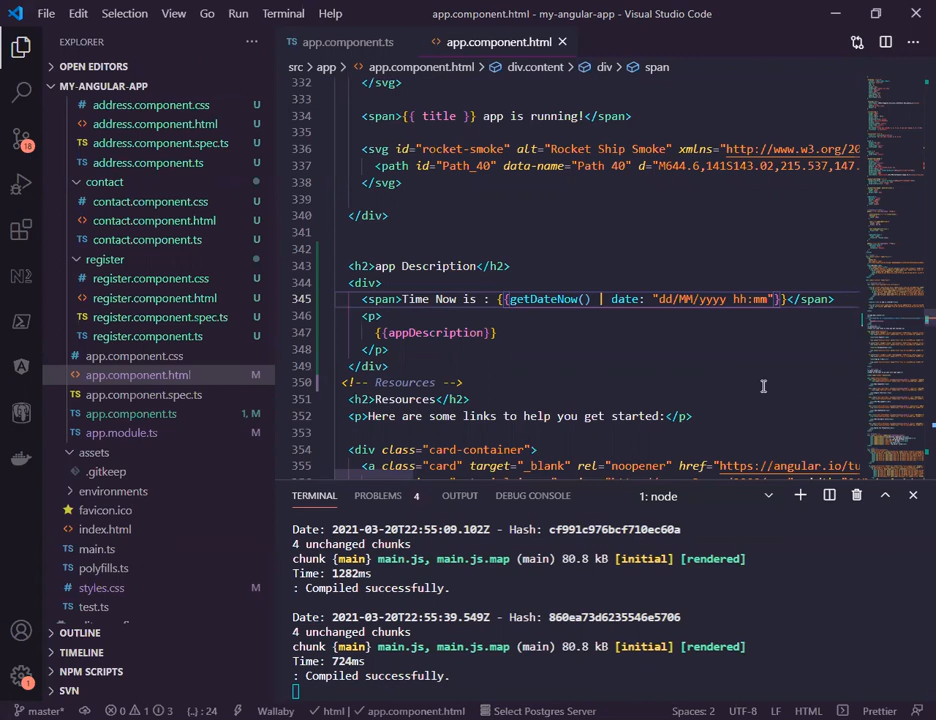 File Edit Selection View Go Run Terminal Help app.component.html - my-angular-app - Visual Studio Code
EXPLORER
OPEN EDITORS
MY-ANGULAR-APP
address.component.css U
address.component.html U
address.component.spec.ts U
address.component.ts U
contact
contact.component.css U
contact.component.html U
contact.component.ts U
register
register.component.css U
register.component.html U
register.component.spec.ts U
register.component.ts U
app.component.css
app.component.html M
app.component.spec.ts
app.component.ts 1, M
app.module.ts M
assets
.gitkeep
environments
favicon.ico
index.html
main.ts
polyfills.ts
styles.css M
test.ts
OUTLINE
TIMELINE
NPM SCRIPTS
SVN
18
1
TS app.component.ts app.component.html
src > app > app.component.html > div.content > div > span
332 </svg>
333
334 <span>{{ title }} app is running!</span>
335
336 <svg id="rocket-smoke" alt="Rocket Ship Smoke" xmlns="http://www.w3.org/20
337 <path id="Path_40" data-name="Path 40" d="M644.6,141S143.02,215.537,147.
338 </svg>
339
340 </div>
341
342
343 <h2>app Description</h2>
344 <div>
345 <span>Time Now is : {{getDateNow() | date: "dd/MM/yyyy hh:mm"}}</span>
346 <p>
347 {{appDescription}}
348 </p>
349 </div>
350 <!-- Resources -->
351 <h2>Resources</h2>
352 <p>Here are some links to help you get started:</p>
353
354 <div class="card-container">
355 <a class="card" target="_blank" rel="noopener" href="https://angular.io/tu
TERMINAL PROBLEMS 4 OUTPUT DEBUG CONSOLE 1: node
Date: 2021-03-20T22:55:09.102Z - Hash: cf991c976bcf710ec60a
4 unchanged chunks
chunk {main} main.js, main.js.map (main) 80.8 kB [initial] [rendered]
Time: 1282ms
: Compiled successfully.
Date: 2021-03-20T22:55:39.549Z - Hash: 860ea73d6235546e5706
4 unchanged chunks
chunk {main} main.js, main.js.map (main) 80.8 kB [initial] [rendered]
Time: 724ms
: Compiled successfully.
master* 0 1 3 {..} : 24 Wallaby html | app.component.html Select Postgres Server Spaces: 2 UTF-8 LF HTML Prettier